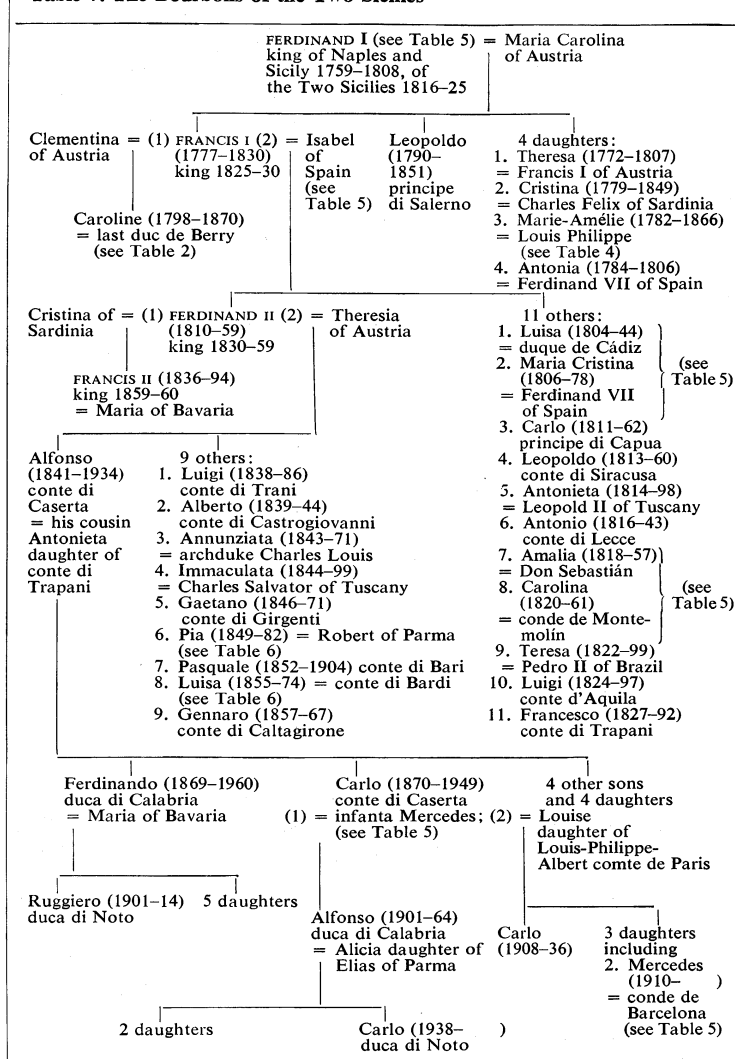 FERDINAND I (see Table 5) = Maria Carolina
king of Naples and of Austria
Sicily 1759–1808, of
the Two Sicilies 1816–25
Clementina = (1) FRANCIS I (2) = Isabel
of Austria (1777–1830) of
king 1825–30 Spain
(see
Table 5)
Leopoldo
(1790–
1851)
principe
di Salerno
4 daughters:
1. Theresa (1772–1807)
= Francis I of Austria
2. Cristina (1779–1849)
= Charles Felix of Sardinia
3. Marie-Amélie (1782–1866)
= Louis Philippe
(see Table 4)
4. Antonia (1784–1806)
= Ferdinand VII of Spain
Caroline (1798–1870)
= last duc de Berry
(see Table 2)
Cristina of = (1) FERDINAND II (2) = Theresia
Sardinia (1810–59) of Austria
king 1830–59
11 others:
1. Luisa (1804–44)
= duque de Cádiz
2. Maria Cristina (see
(1806–78) Table 5)
= Ferdinand VII
of Spain
3. Carlo (1811–62)
principe di Capua
4. Leopoldo (1813–60)
conte di Siracusa
5. Antonieta (1814–98)
= Leopold II of Tuscany
6. Antonio (1816–43)
conte di Lecce
7. Amalia (1818–57)
= Don Sebastián
8. Carolina (see
(1820–61) Table 5)
= conde de Monte-
molín
9. Teresa (1822–99)
= Pedro II of Brazil
10. Luigi (1824–97)
conte d'Aquila
11. Francesco (1827–92)
conte di Trapani
FRANCIS II (1836–94)
king 1859–60
= Maria of Bavaria
Alfonso
(1841–1934)
conte di
Caserta
= his cousin
Antonieta
daughter of
conte di
Trapani
9 others:
1. Luigi (1838–86)
conte di Trani
2. Alberto (1839–44)
conte di Castrogiovanni
3. Annunziata (1843–71)
= archduke Charles Louis
4. Immaculata (1844–99)
= Charles Salvator of Tuscany
5. Gaetano (1846–71)
conte di Girgenti
6. Pia (1849–82) = Robert of Parma
(see Table 6)
7. Pasquale (1852–1904) conte di Bari
8. Luisa (1855–74) = conte di Bardi
(see Table 6)
9. Gennaro (1857–67)
conte di Caltagirone
Ferdinando (1869–1960)
duca di Calabria
= Maria of Bavaria
Carlo (1870–1949)
conte di Caserta
(1) = infanta Mercedes; (2) = Louise
(see Table 5)
daughter of
Louis-Philippe-
Albert comte de Paris
4 other sons
and 4 daughters
Ruggiero (1901–14)
duca di Noto
5 daughters
Alfonso (1901–64)
duca di Calabria
= Alicia daughter of
Elias of Parma
Carlo
(1908–36)
3 daughters
including
2. Mercedes
(1910– )
= conde de
Barcelona
(see Table 5)
2 daughters
Carlo (1938– )
duca di Noto